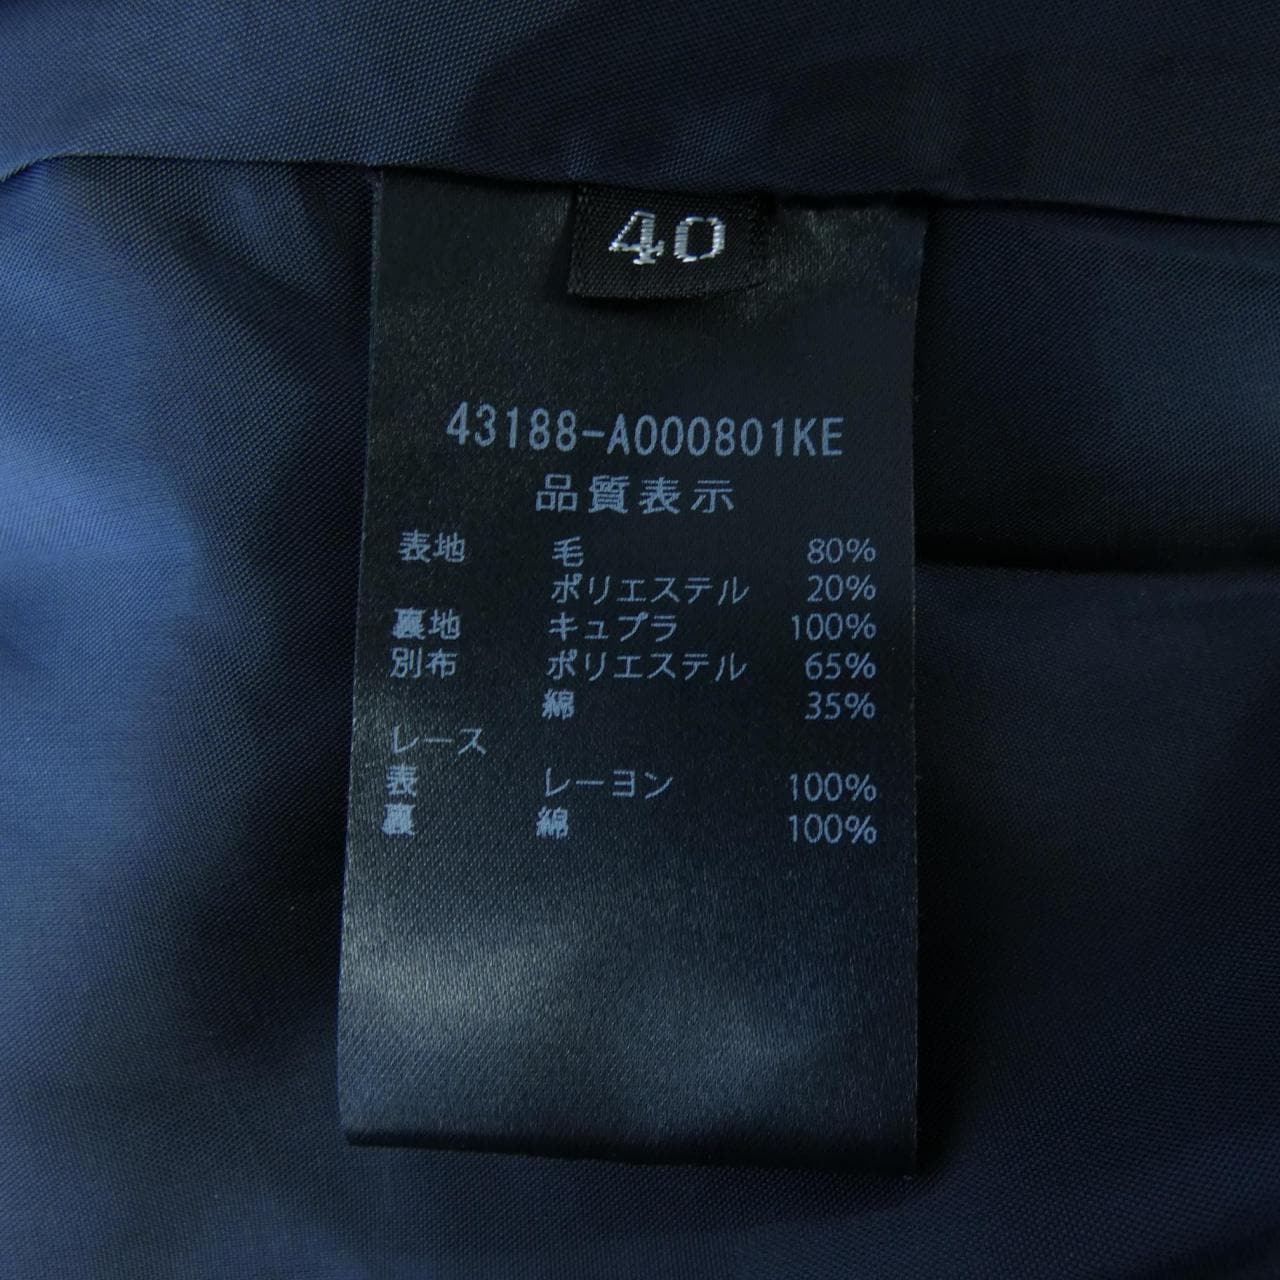 40
43188-A000801KE
品質表示
表地 毛 80%
ポリエステル 20%
裏地 キュプラ 100%
別布 ポリエステル 65%
綿 35%
レース
表 レーヨン 100%
裏 綿 100%